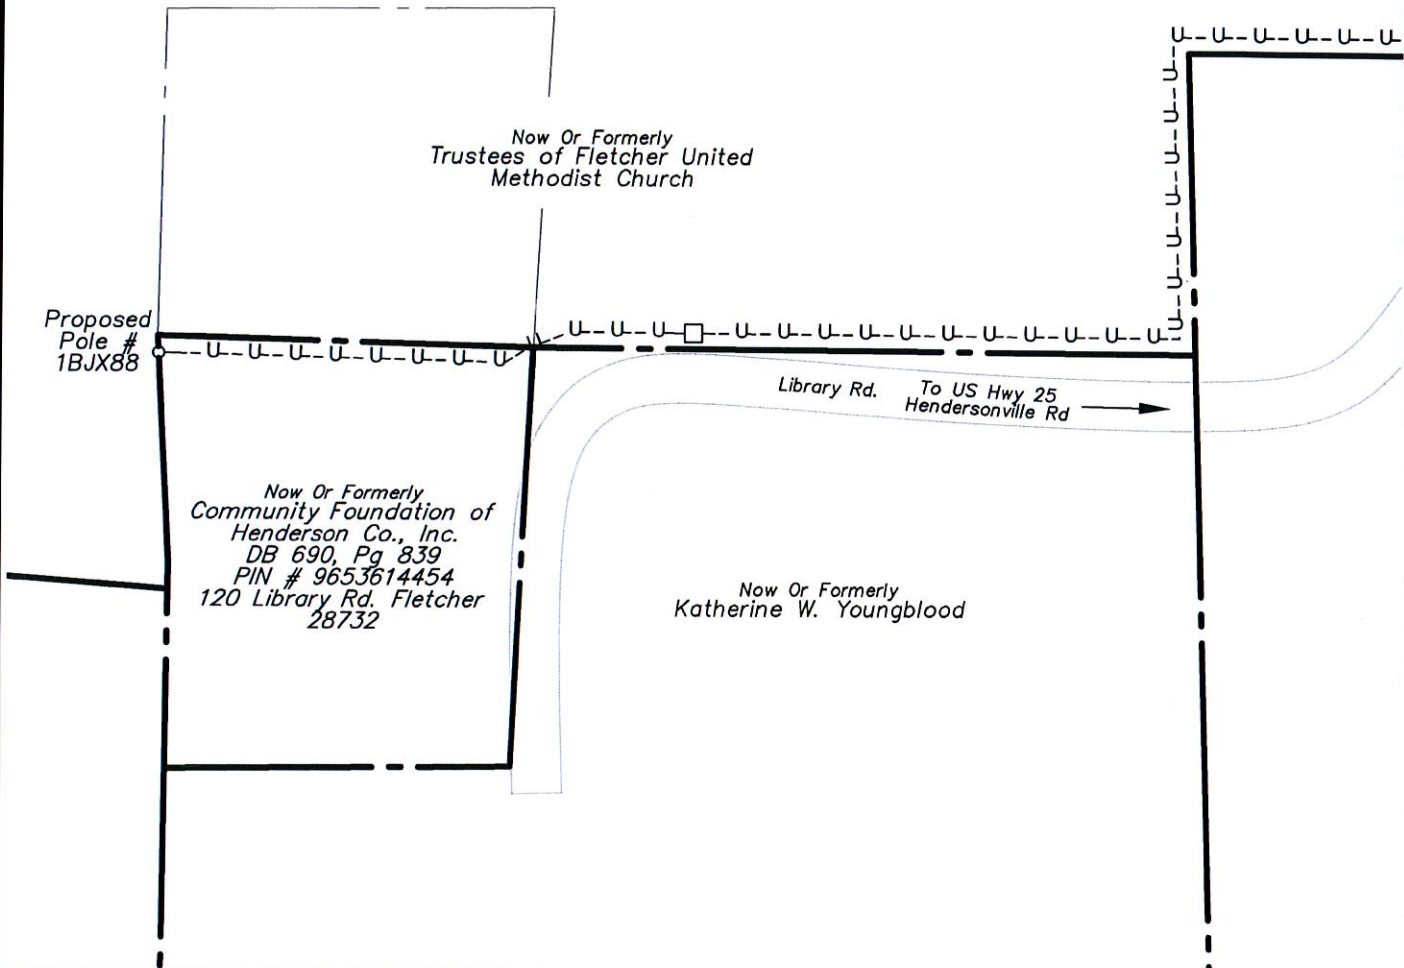 Now Or Formerly
Trustees of Fletcher United
Methodist Church
Proposed
Pole #
1BJX88
Library Rd.
To US Hwy 25
Hendersonville Rd
Now Or Formerly
Community Foundation of
Henderson Co., Inc.
DB 690, Pg 839
PIN # 9653614454
120 Library Rd. Fletcher
28732
Now Or Formerly
Katherine W. Youngblood